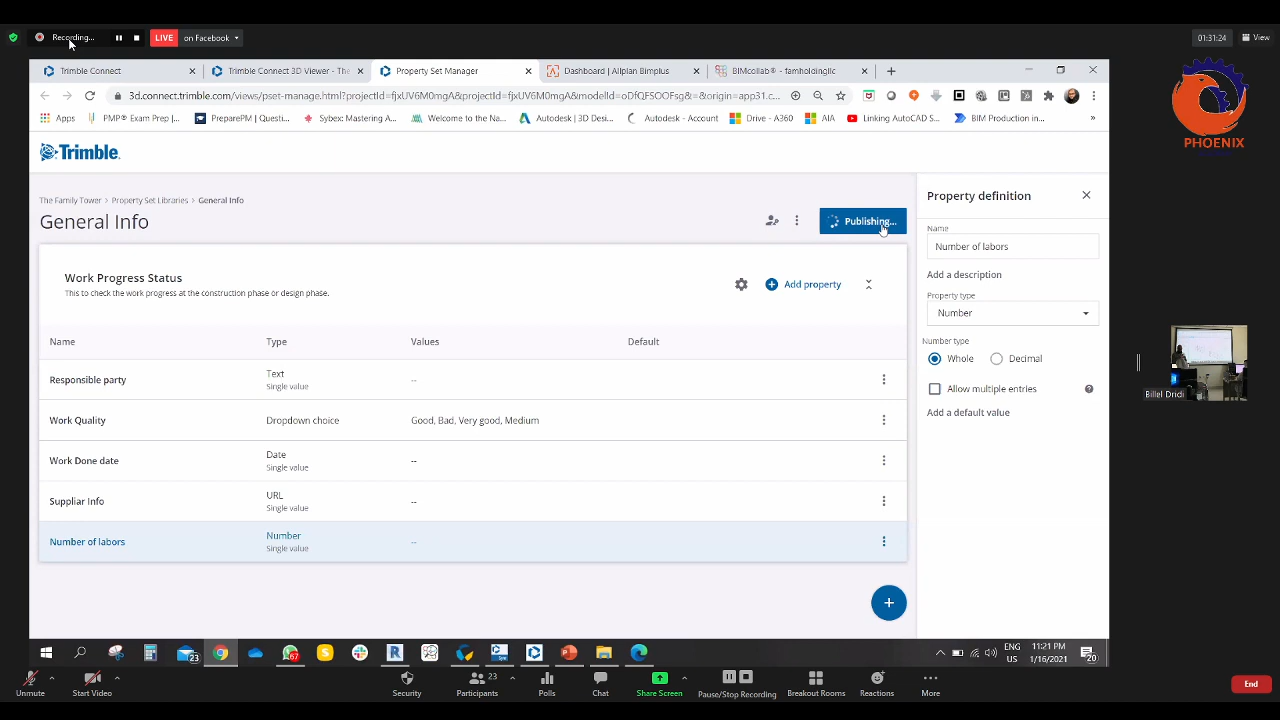 Recording...
LIVE
on Facebook
01:31:24
View
Trimble Connect
Trimble Connect 3D Viewer - The
Property Set Manager
Dashboard | Allplan Bimplus
BIMcollab® - famholdingllc
3d.connect.trimble.com/views/pset-manage.html?projectId=fjxUV6M0mgA&projectId=fjxUV6M0mgA&modelId=oDfQFSOOFsg&=&origin=app31.c...
Apps
PMP® Exam Prep |...
PreparePM | Questi...
Sybex Mastering A...
Welcome to the Na...
Autodesk | 3D Desi...
Autodesk - Account
Drive - A360
AIA
Linking AutoCAD S...
BIM Production in...
»
Trimble
PHOENIX
The Family Tower > Property Set Libraries > General Info
General Info
Publishing...
Work Progress Status
This to check the work progress at the construction phase or design phase.
Add property
Name Type Values Default
Responsible party
Text
Single value
--
Work Quality
Dropdown choice
Good, Bad, Very good, Medium
Work Done date
Date
Single value
--
Suppliar Info
URL
Single value
--
Number of labors
Number
Single value
--
Property definition
Name
Number of labors
Add a description
Property type
Number
Number type
Whole
Decimal
Allow multiple entries
Add a default value
Billel Dridi
23
67
ENG
US
11:21 PM
1/16/2021
20
Unmute
Start Video
Security
Participants
23
Polls
Chat
Share Screen
Pause/Stop Recording
Breakout Rooms
Reactions
More
End